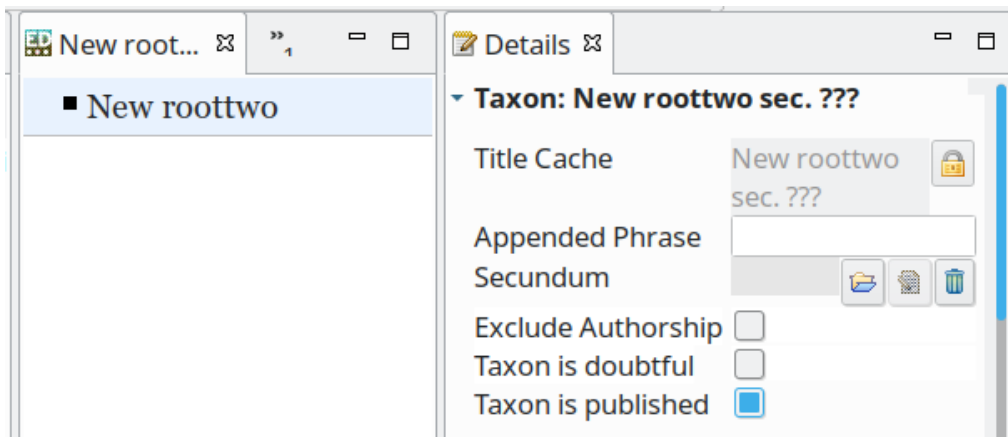 New root...
»1
New roottwo
Details
Taxon: New roottwo sec. ???
Title Cache
New roottwo
sec. ???
Appended Phrase
Secundum
Exclude Authorship
Taxon is doubtful
Taxon is published